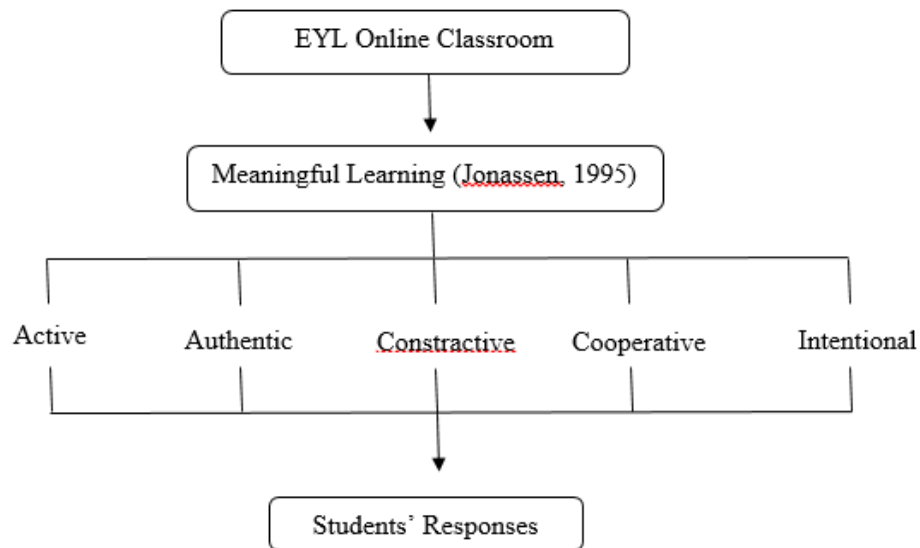 EYL Online Classroom
Meaningful Learning (Jonassen, 1995)
Active Authentic Constractive Cooperative Intentional
Students’ Responses